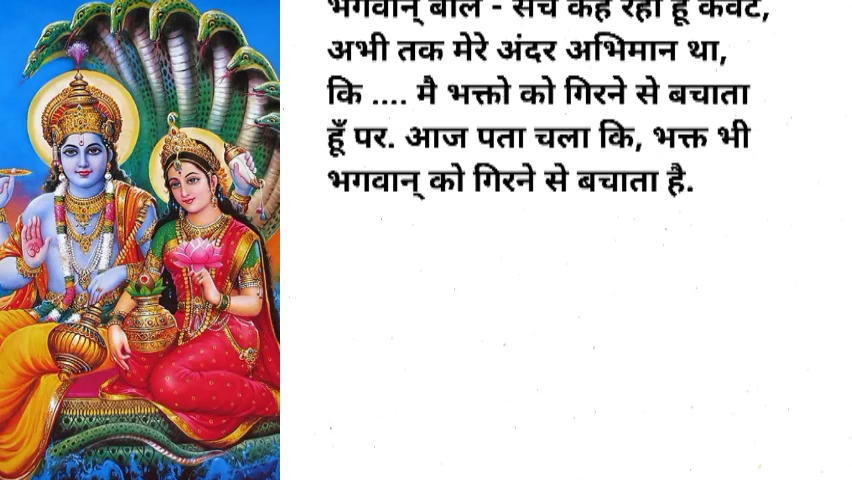 भगवान् बोले - सच कह रहा हूँ केवट,
अभी तक मेरे अंदर अभिमान था,
कि .... मै भक्तो को गिरने से बचाता
हूँ पर. आज पता चला कि, भक्त भी
भगवान् को गिरने से बचाता है.